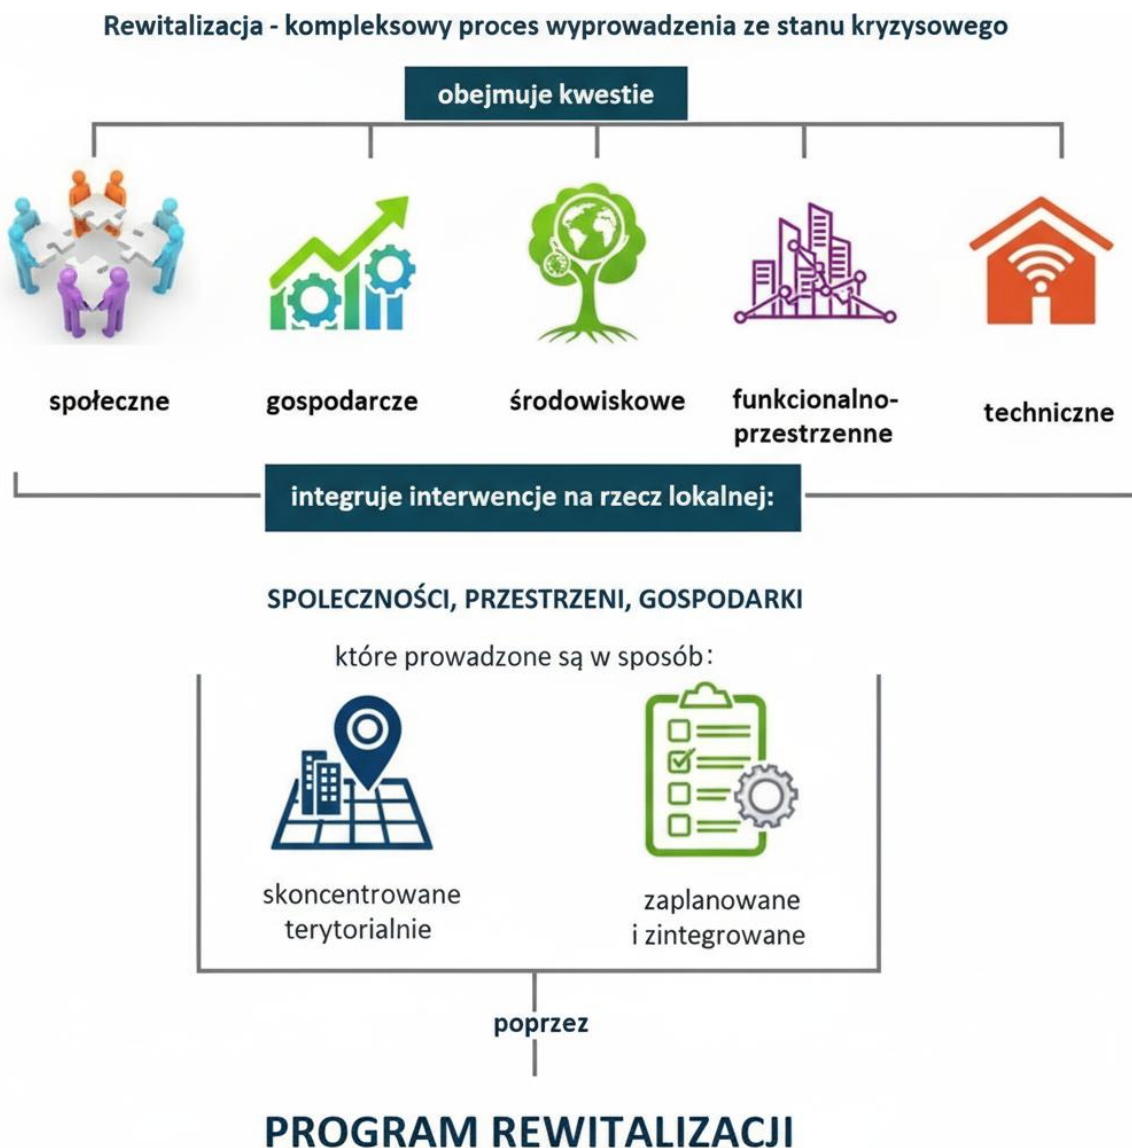 Rewitalizacja - kompleksowy proces wyprowadzenia ze stanu kryzysowego
obejmuje kwestie
społeczne
gospodarcze
środowiskowe
funkcjonalno-
przestrzenne
techniczne
integruje interwencje na rzecz lokalnej:
SPOLECZNOŚCI, PRZESTRZENI, GOSPODARKI
które prowadzone są w sposób:
skoncentrowane
terytorialnie
zaplanowane
i zintegrowane
poprzez
PROGRAM REWITALIZACJI